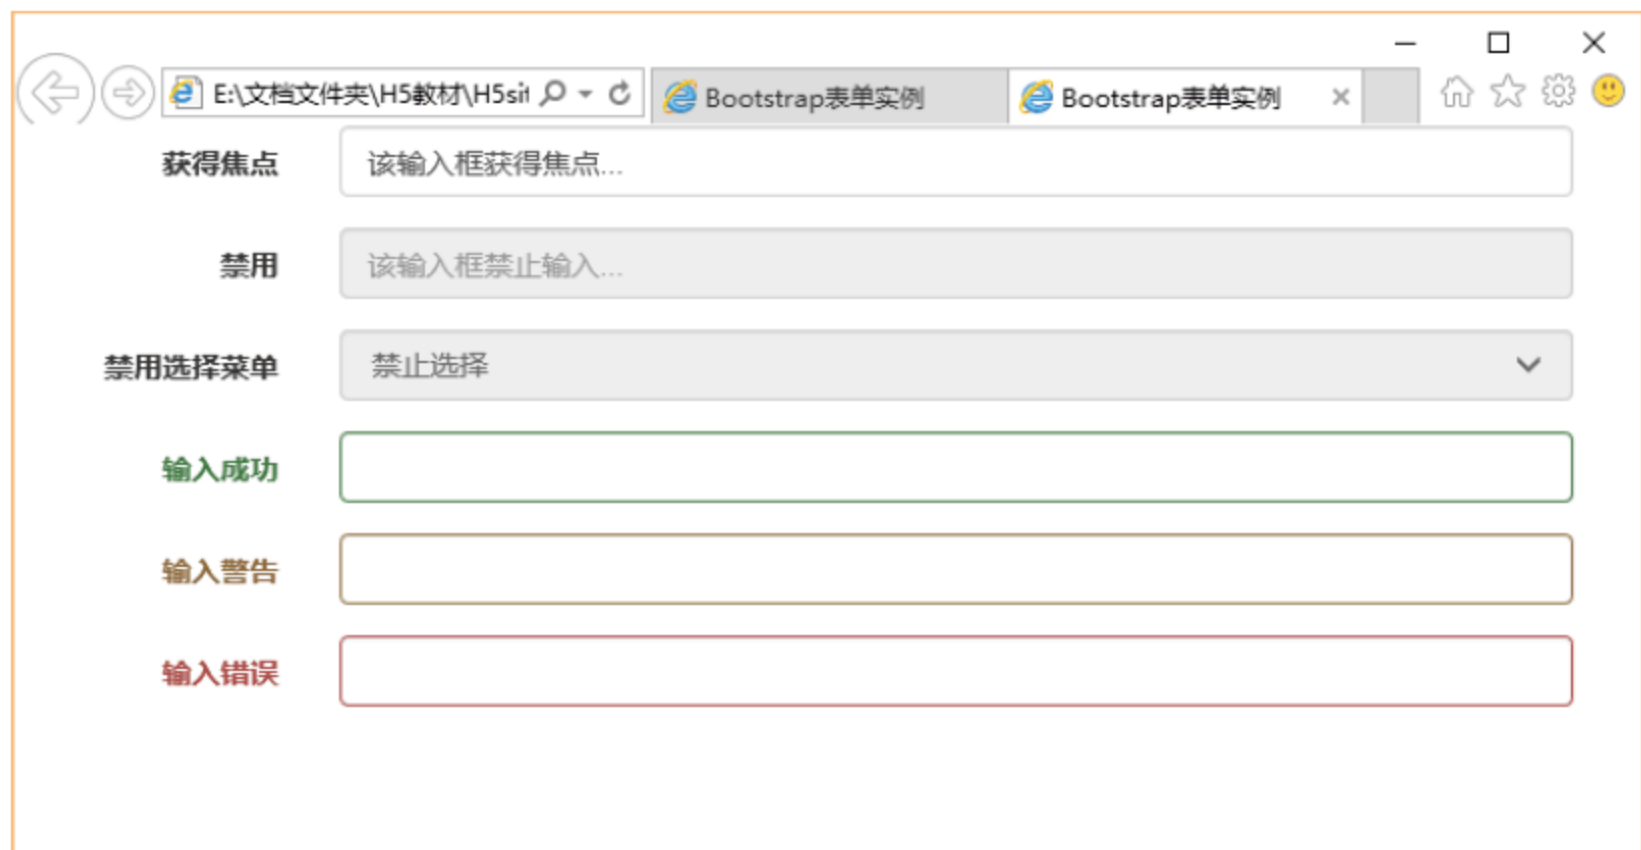 E:\文档文件夹\H5教材\H5sit
Bootstrap表单实例
Bootstrap表单实例
获得焦点 该输入框获得焦点...
禁用 该输入框禁止输入...
禁用选择菜单 禁止选择
输入成功
输入警告
输入错误